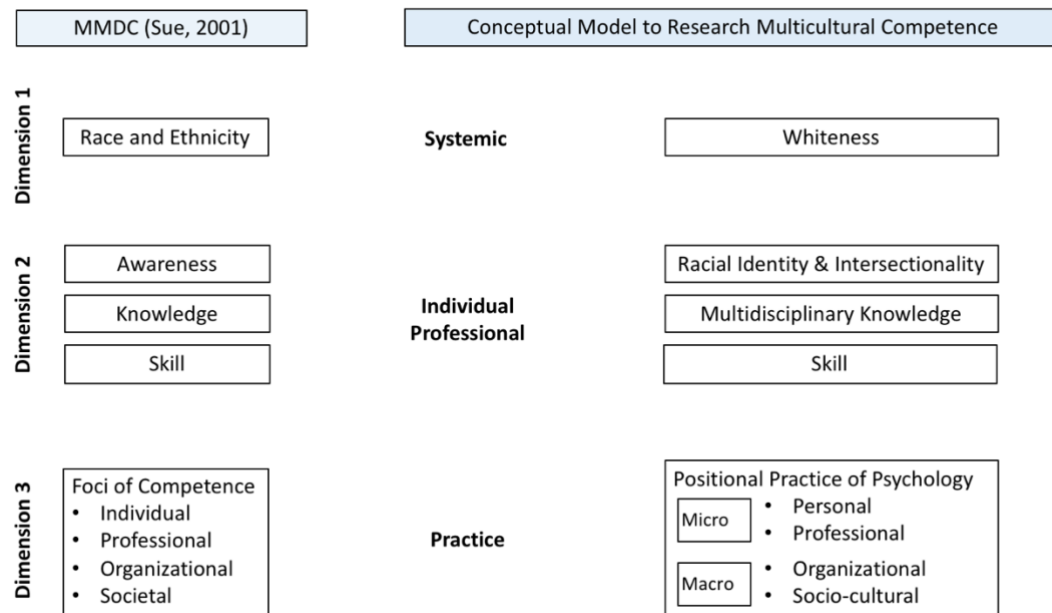 MMDC (Sue, 2001)
Conceptual Model to Research Multicultural Competence
Dimension 1
Race and Ethnicity
Systemic
Whiteness
Dimension 2
Awareness
Knowledge
Skill
Individual
Professional
Racial Identity & Intersectionality
Multidisciplinary Knowledge
Skill
Dimension 3
Foci of Competence
• Individual
• Professional
• Organizational
• Societal
Practice
Positional Practice of Psychology
Micro
• Personal
• Professional
Macro
• Organizational
• Socio-cultural